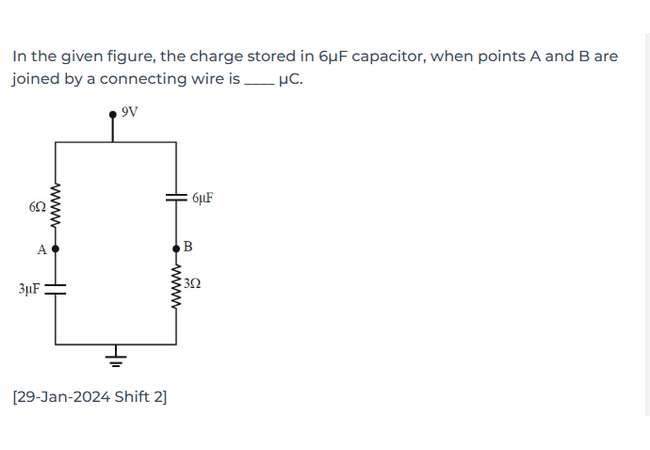 In the given figure, the charge stored in 6μF capacitor, when points A and B are
joined by a connecting wire is ____ μC.
9V
6Ω
6μF
A
B
3μF
3Ω
[29-Jan-2024 Shift 2]